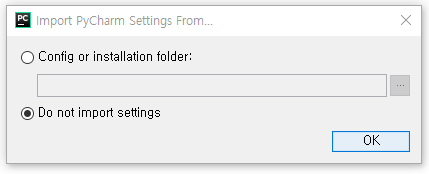 PC Import PyCharm Settings From...
Config or installation folder:
...
Do not import settings
OK